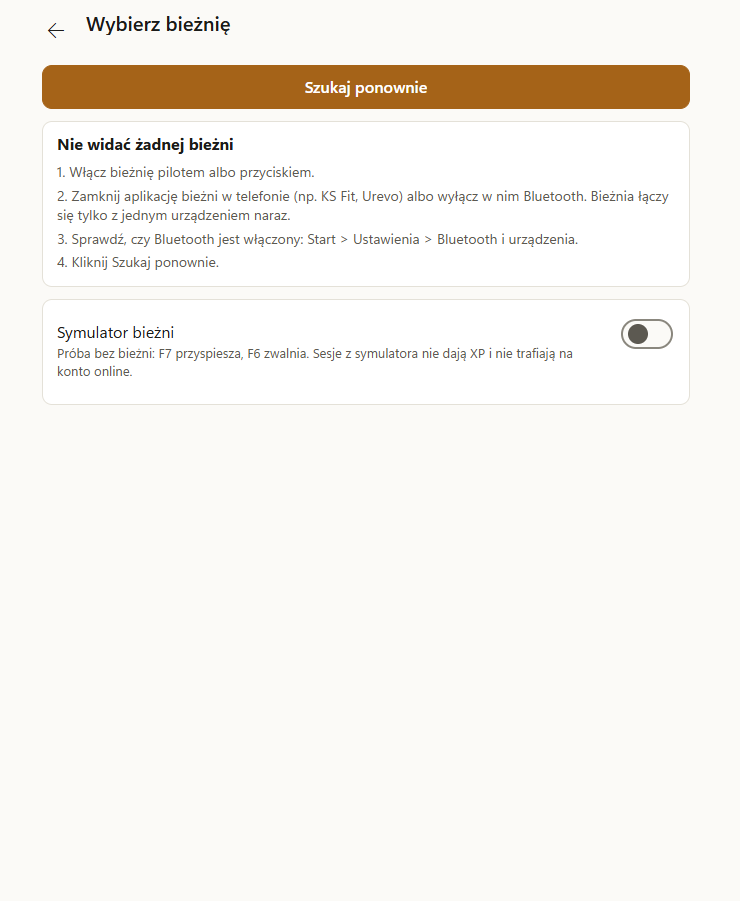 Wybierz bieżnię
Szukaj ponownie
Nie widać żadnej bieżni
1. Włącz bieżnię pilotem albo przyciskiem.
2. Zamknij aplikację bieżni w telefonie (np. KS Fit, Urevo) albo wyłącz w nim Bluetooth. Bieżnia łączy
się tylko z jednym urządzeniem naraz.
3. Sprawdź, czy Bluetooth jest włączony: Start > Ustawienia > Bluetooth i urządzenia.
4. Kliknij Szukaj ponownie.
Symulator bieżni
Próba bez bieżni: F7 przyspiesza, F6 zwalnia. Sesje z symulatora nie dają XP i nie trafiają na
konto online.